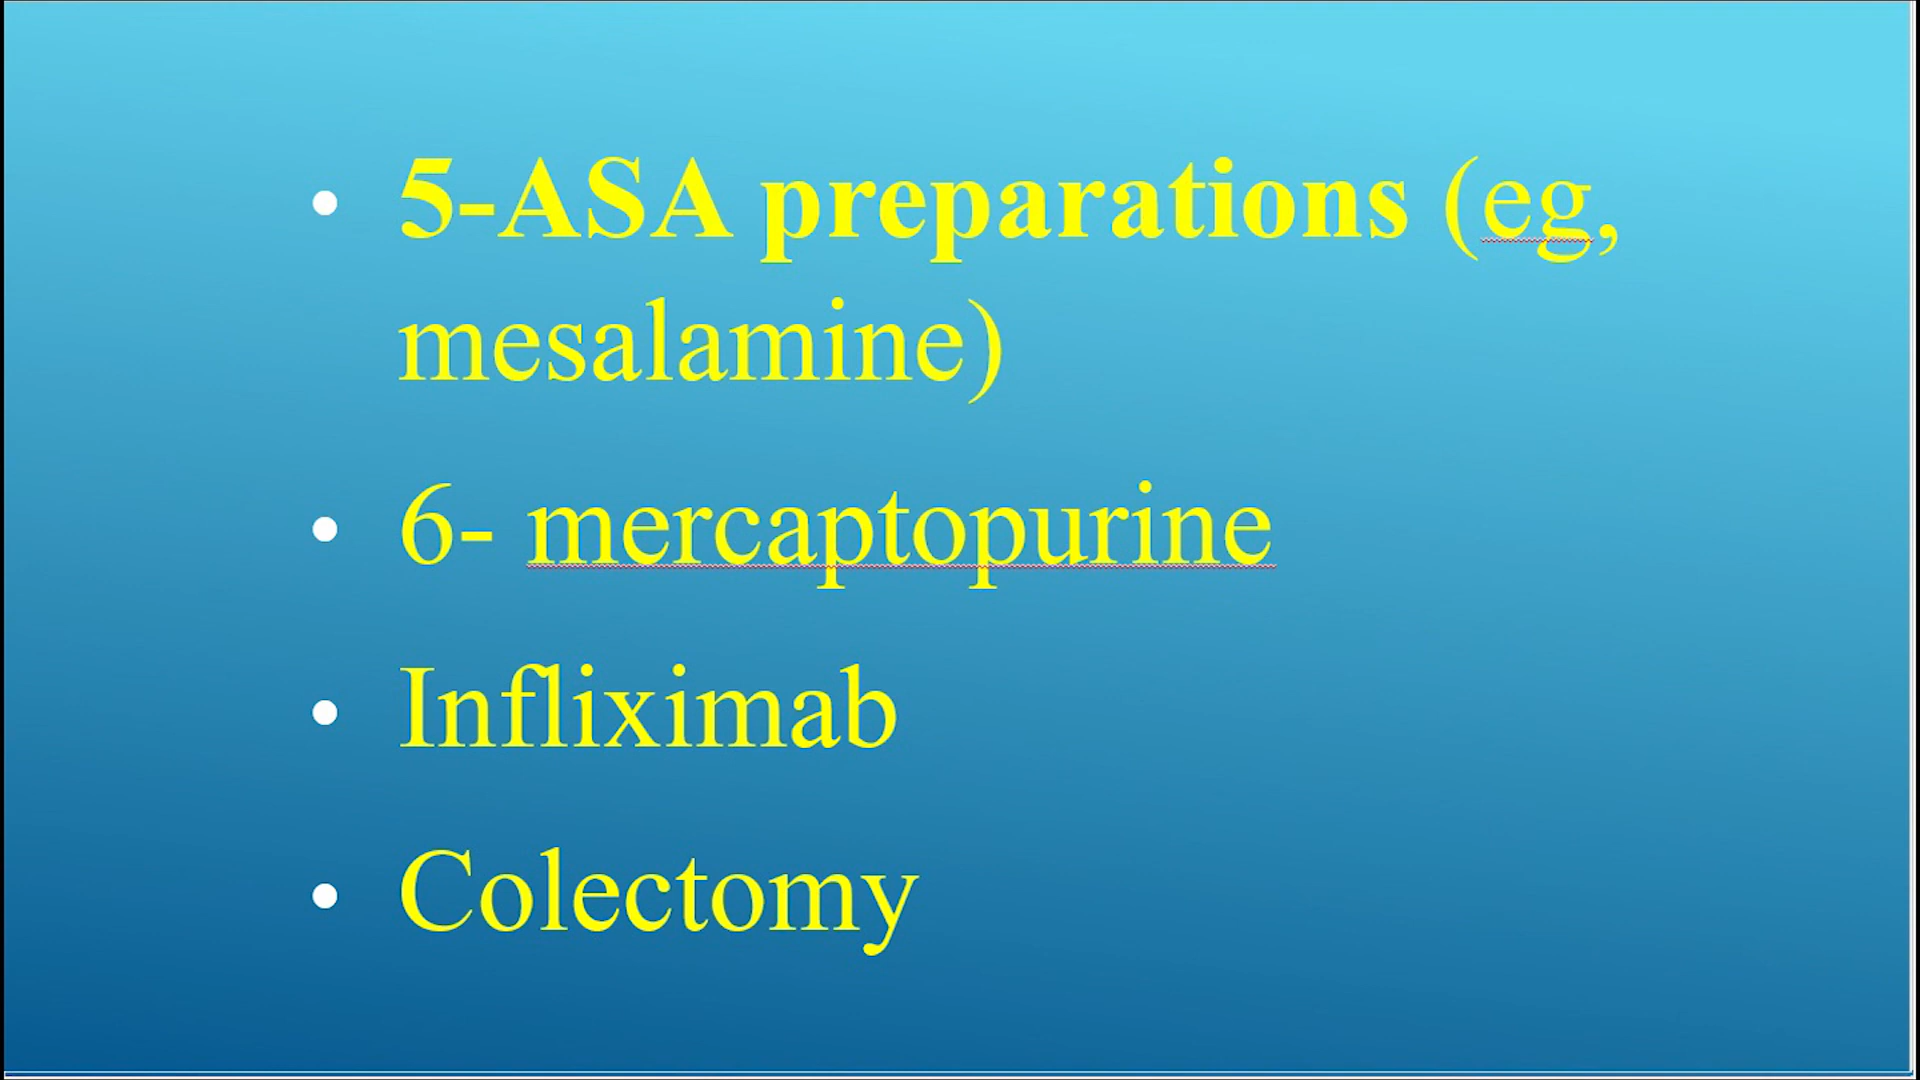 • 5-ASA preparations (eg,
mesalamine)
• 6- mercaptopurine
• Infliximab
• Colectomy